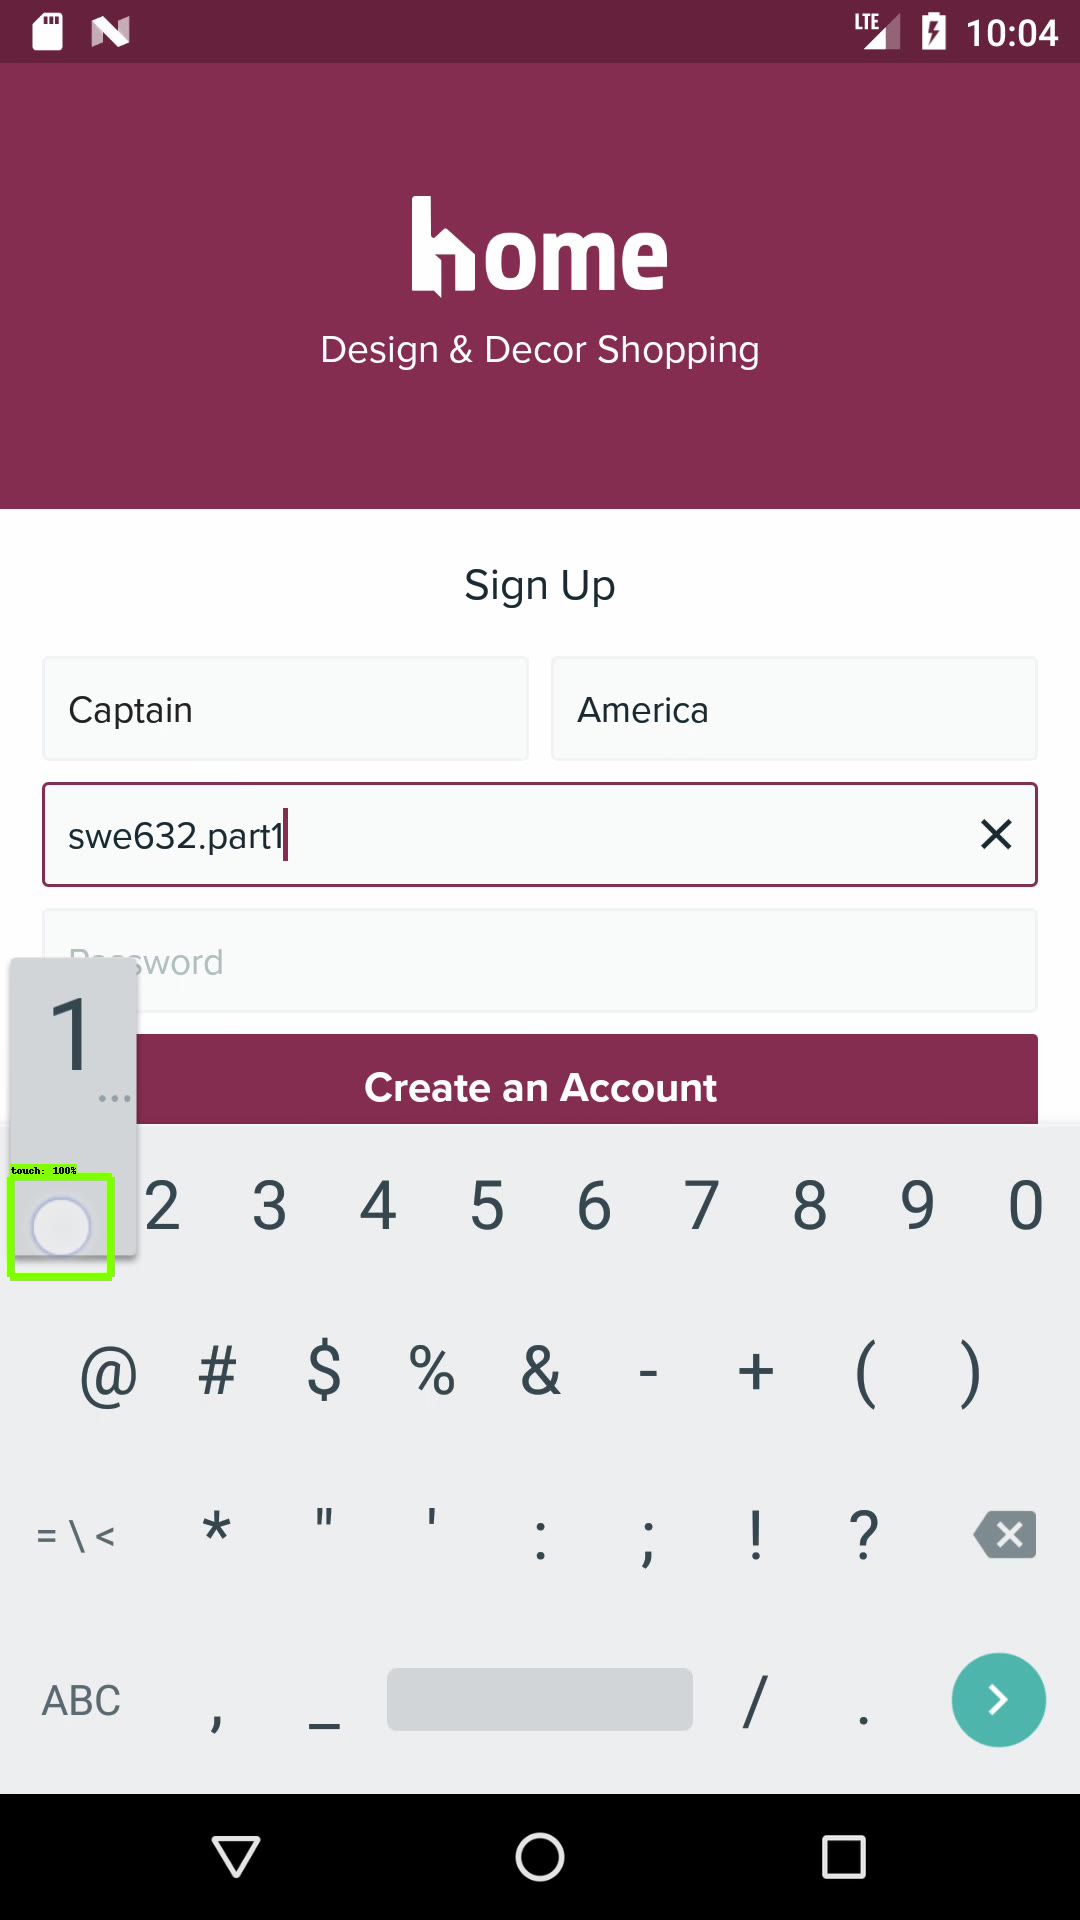 LTE 10:04
home
Design & Decor Shopping
Sign Up
Captain America
swe632.part1
Password
Create an Account
1
...
touch: 100%
2 3 4 5 6 7 8 9 0
@ # $ % & - + ( )
= \ < * " ' : ; ! ?
ABC , _ / .